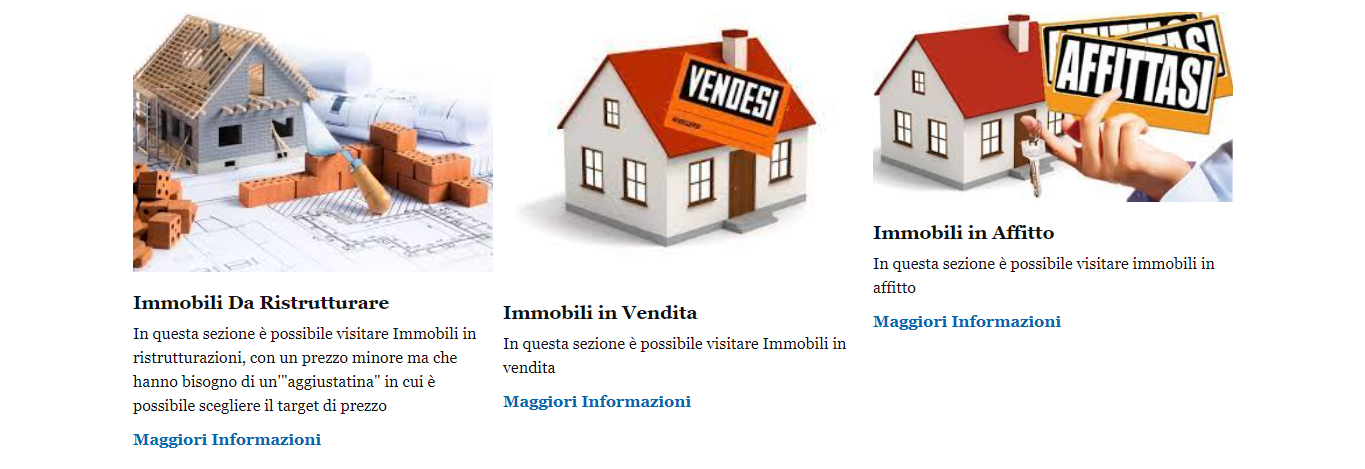 VENDESI
AFFITTASI
Immobili Da Ristrutturare
In questa sezione è possibile visitare Immobili in
ristrutturazioni, con un prezzo minore ma che
hanno bisogno di un'"aggiustatina" in cui è
possibile scegliere il target di prezzo
Maggiori Informazioni
Immobili in Vendita
In questa sezione è possibile visitare Immobili in
vendita
Maggiori Informazioni
Immobili in Affitto
In questa sezione è possibile visitare immobili in
affitto
Maggiori Informazioni